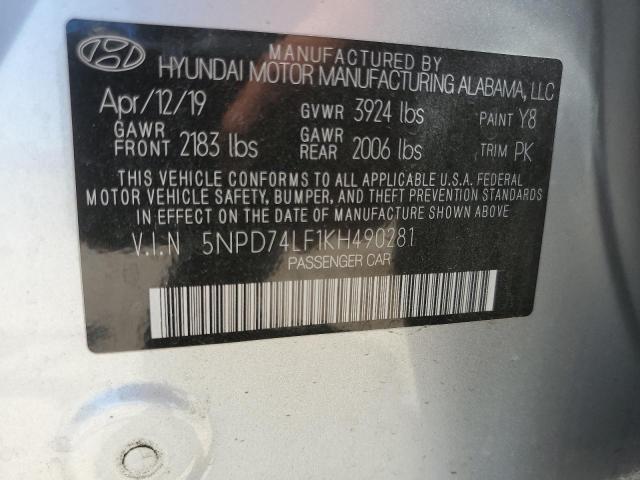 MANUFACTURED BY
HYUNDAI MOTOR MANUFACTURING ALABAMA, LLC
Apr/12/19 GVWR 3924 lbs PAINT Y8
GAWR FRONT 2183 lbs GAWR REAR 2006 lbs TRIM PK
THIS VEHICLE CONFORMS TO ALL APPLICABLE U.S.A. FEDERAL
MOTOR VEHICLE SAFETY, BUMPER, AND THEFT PREVENTION STANDARDS
IN EFFECT ON THE DATE OF MANUFACTURE SHOWN ABOVE
V.I.N 5NPD74LF1KH490281
PASSENGER CAR